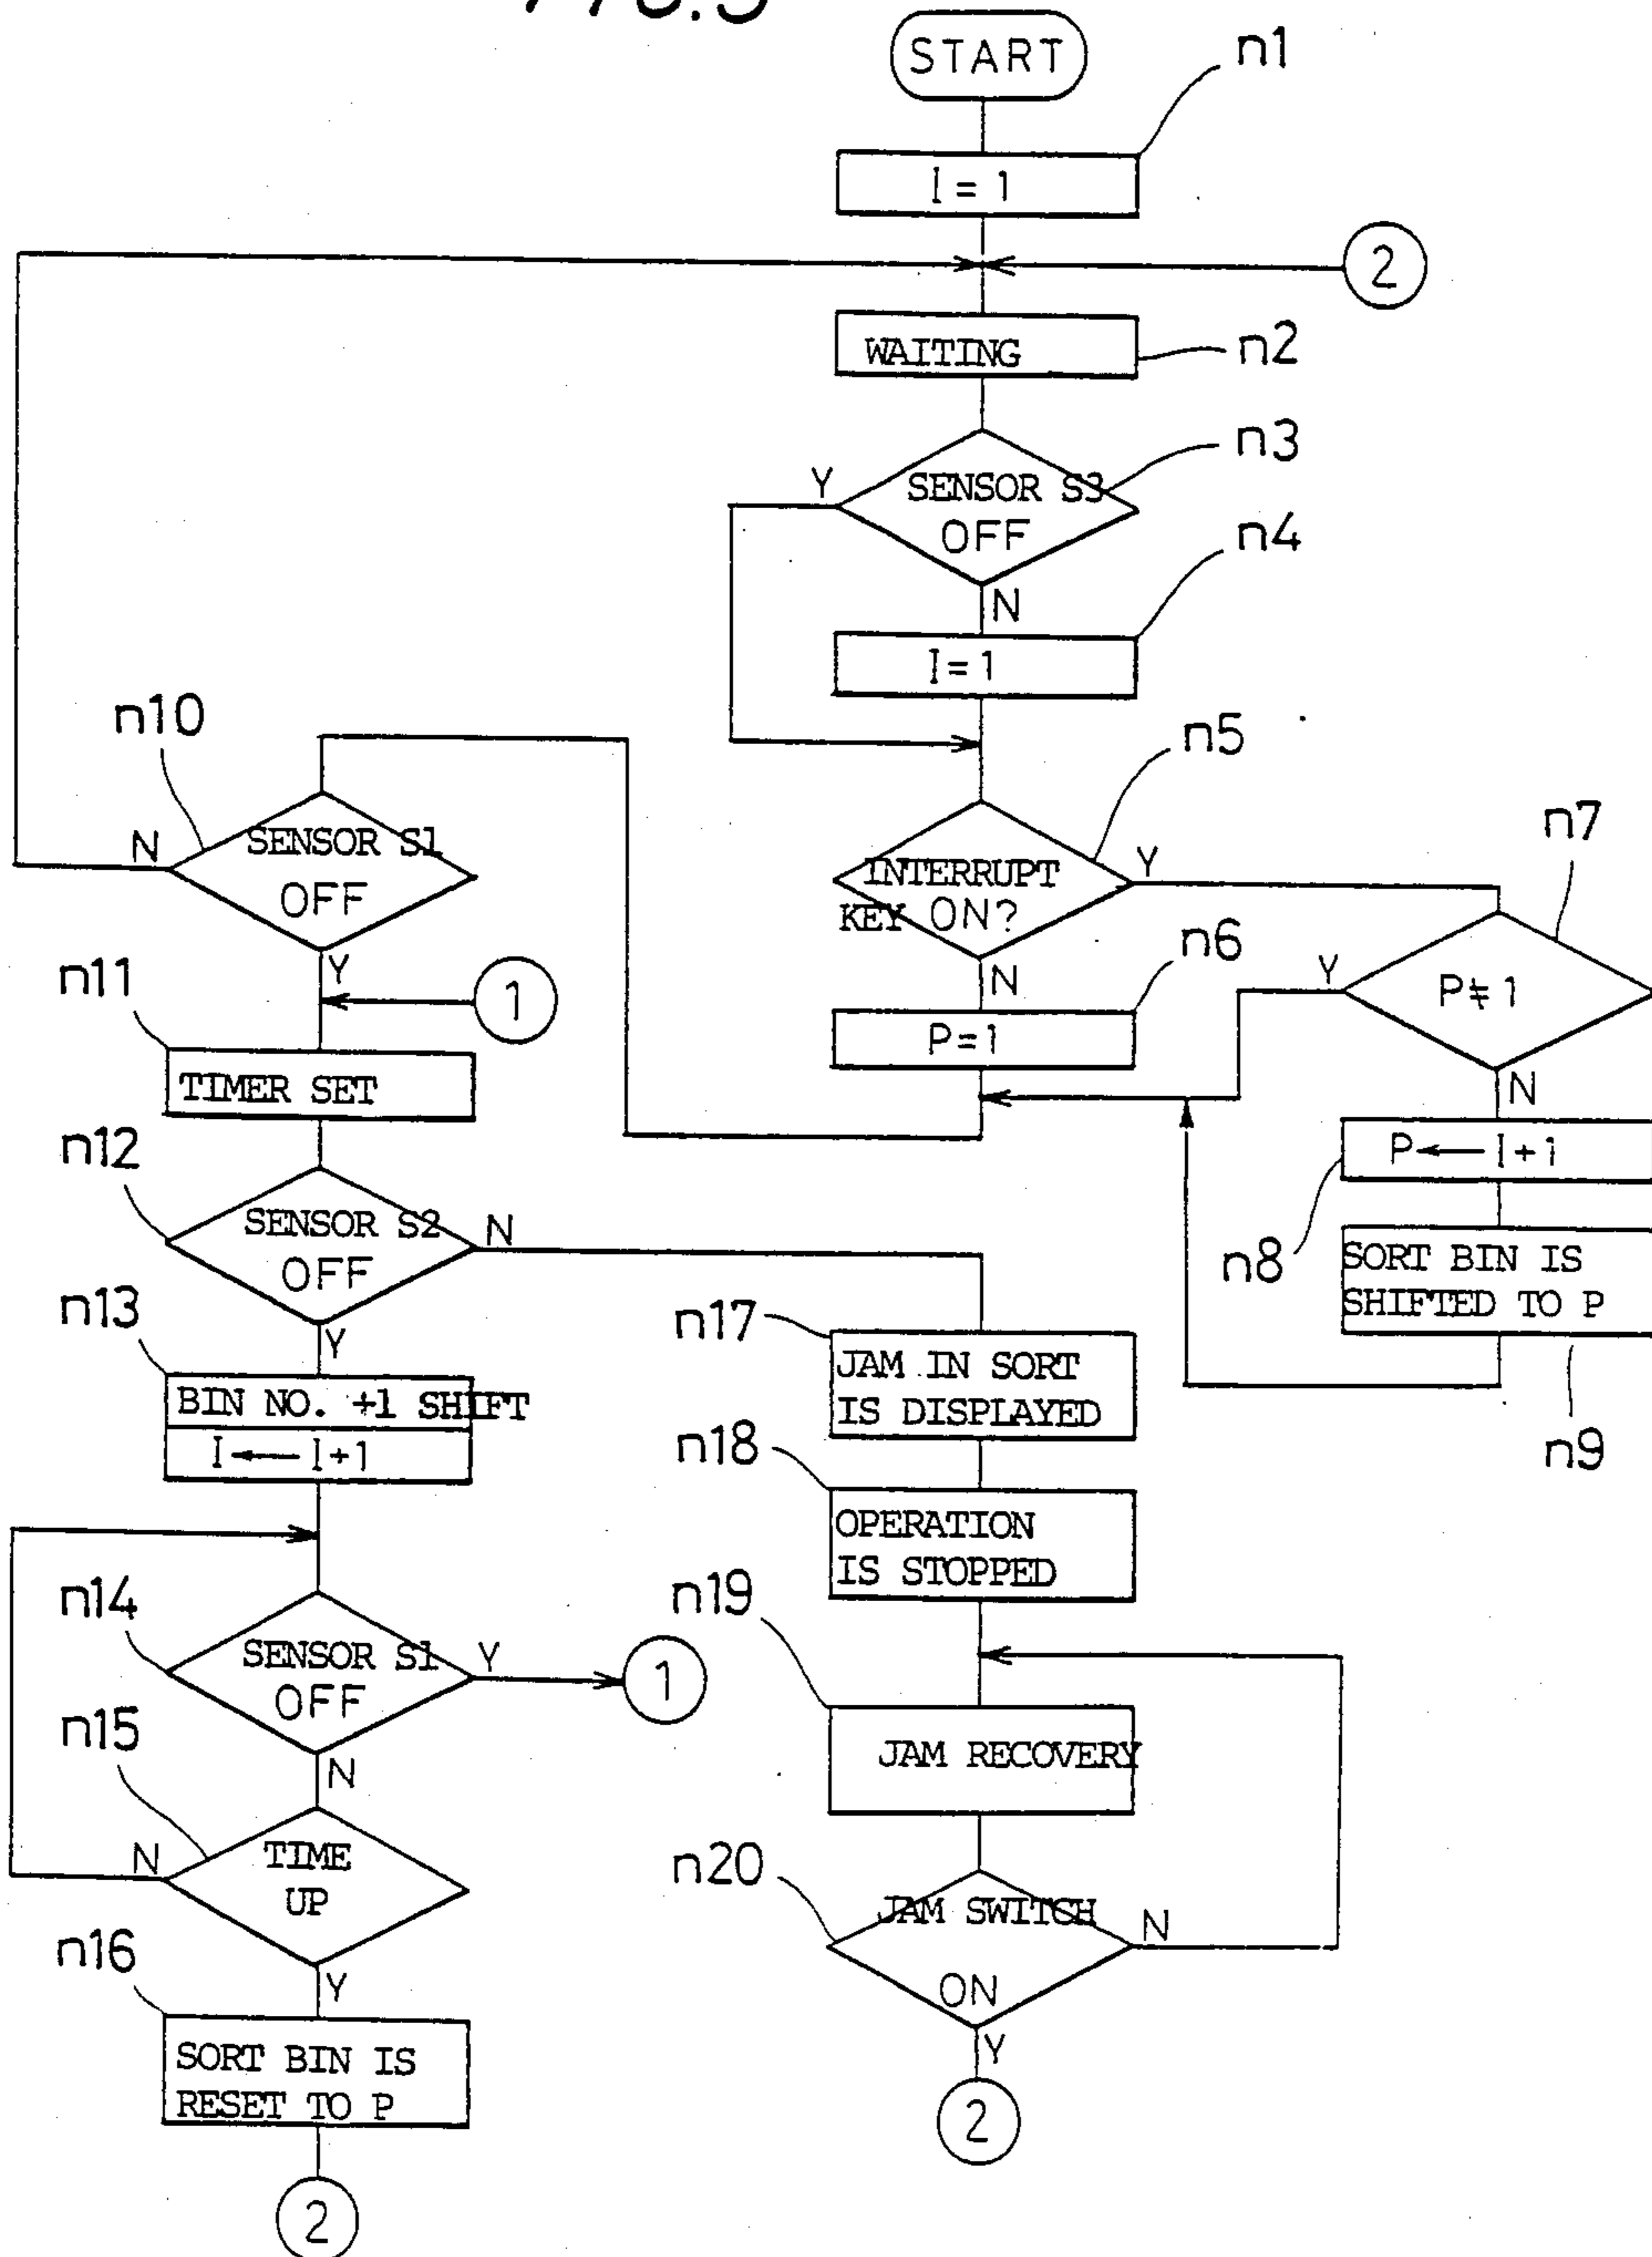 START
n1
I = 1
2
WAITING
n2
n3
Y
SENSOR S3
OFF
N
n4
I = 1
n5
INTERRUPT
KEY ON?
Y
N
n6
P = 1
n7
P ≠ 1
Y
N
n8
P ← I + 1
n9
SORT BIN IS
SHIFTED TO P
n10
N
SENSOR S1
OFF
Y
1
n11
TIMER SET
n12
SENSOR S2
OFF
N
Y
n13
BIN NO. +1 SHIFT
I ← I + 1
n14
SENSOR S1
OFF
Y
1
N
n15
N
TIME
UP
Y
n16
SORT BIN IS
RESET TO P
2
n17
JAM IN SORT
IS DISPLAYED
n18
OPERATION
IS STOPPED
n19
JAM RECOVERY
n20
JAM SWITCH
ON
N
Y
2